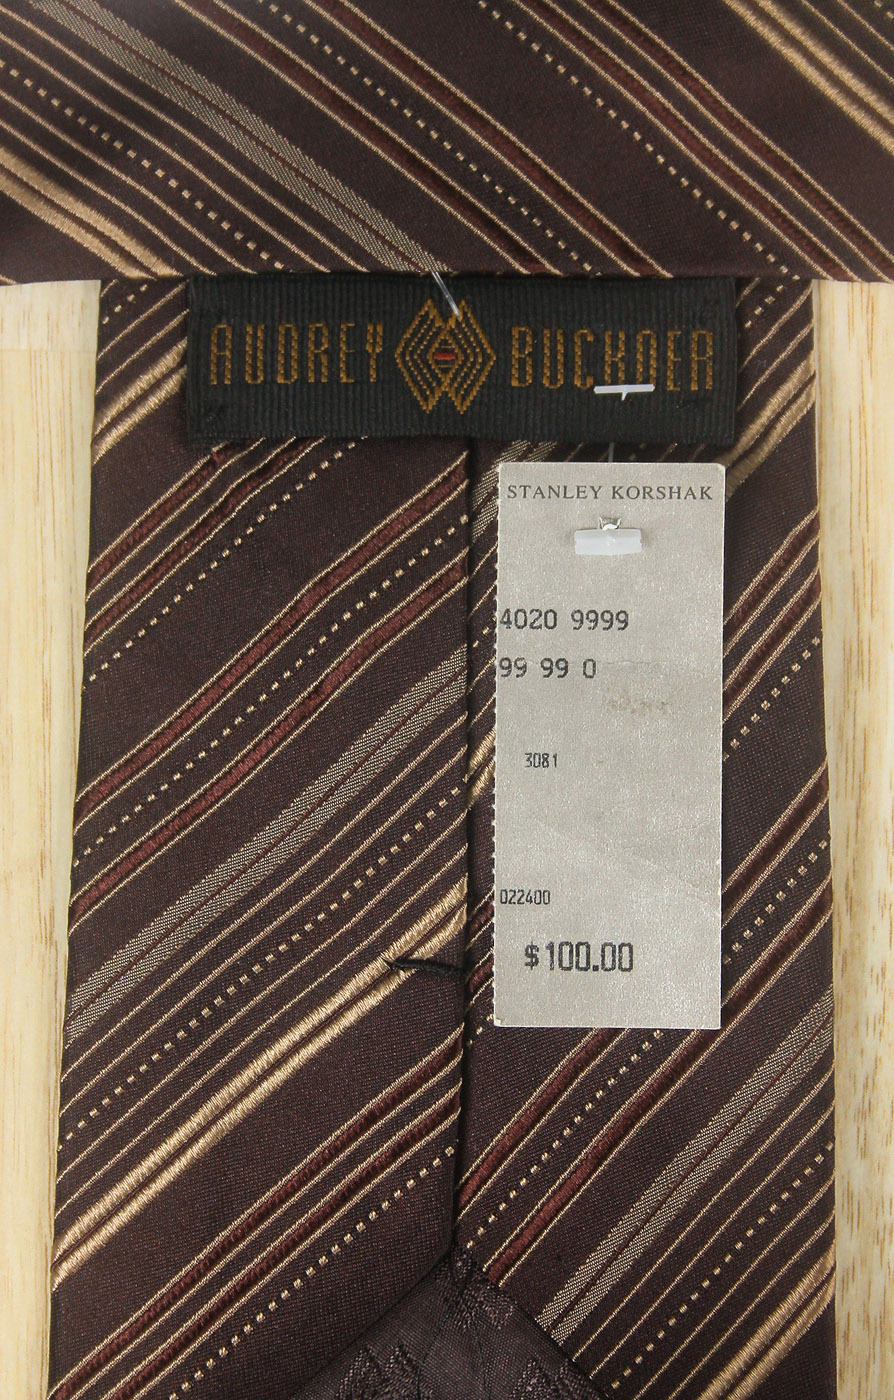 AUDREY BUCKNER
STANLEY KORSHAK
4020 9999
99 99 0
3081
022400
$100.00